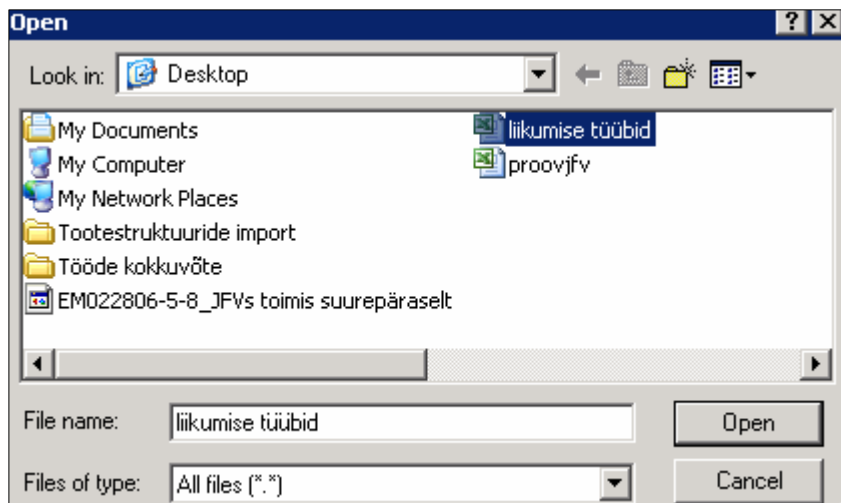 Open
Look in: Desktop
My Documents
My Computer
My Network Places
Tootestruktuuride import
Tööde kokkuvõte
EM022806-5-8_JFVs toimis suurepäraselt
liikumise tüübid
proovjfv
File name: liikumise tüübid Open
Files of type: All files (*.*) Cancel